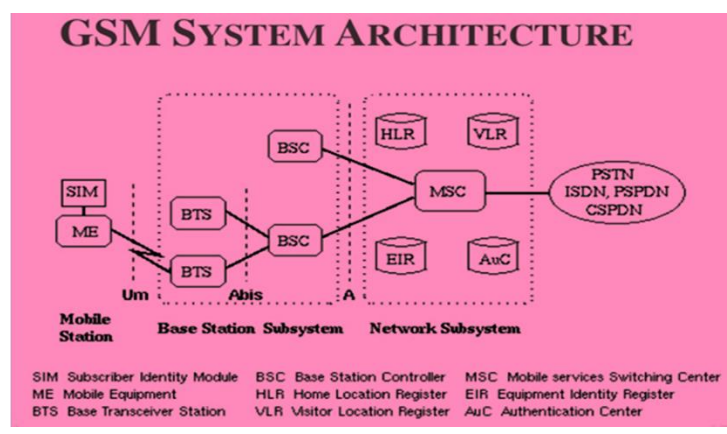 GSM SYSTEM ARCHITECTURE
HLR
VLR
BSC
PSTN
ISDN, PSPDN
CSPDN
MSC
SIM
ME
BTS
BSC
BTS
EIR
AuC
Um
Abis
A
Mobile
Station
Base Station Subsystem
Network Subsystem
SIM Subscriber Identity Module
BSC Base Station Controller
MSC Mobile services Switching Center
ME Mobile Equipment
HLR Home Location Register
EIR Equipment Identity Register
BTS Base Transceiver Station
VLR Visitor Location Register
AuC Authentication Center